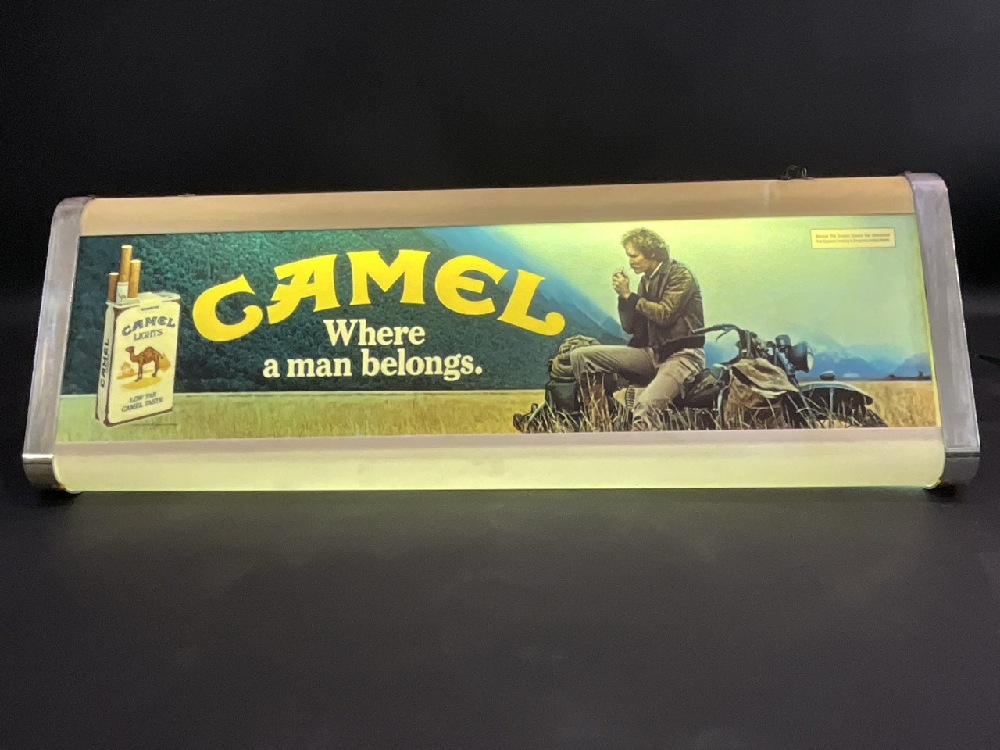 CAMEL
Where
a man belongs.
CAMEL
LIGHTS
LOW TAR
CAMEL TASTE
CAMEL